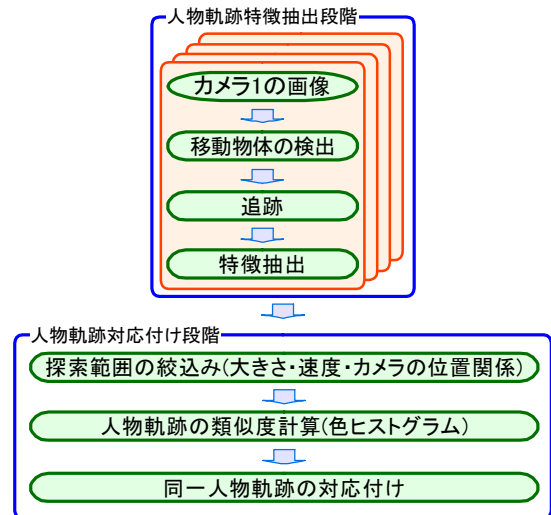 人物軌跡特徴抽出段階
カメラ1の画像
移動物体の検出
追跡
特徴抽出
人物軌跡対応付け段階
探索範囲の絞込み(大きさ・速度・カメラの位置関係)
人物軌跡の類似度計算(色ヒストグラム)
同一人物軌跡の対応付け